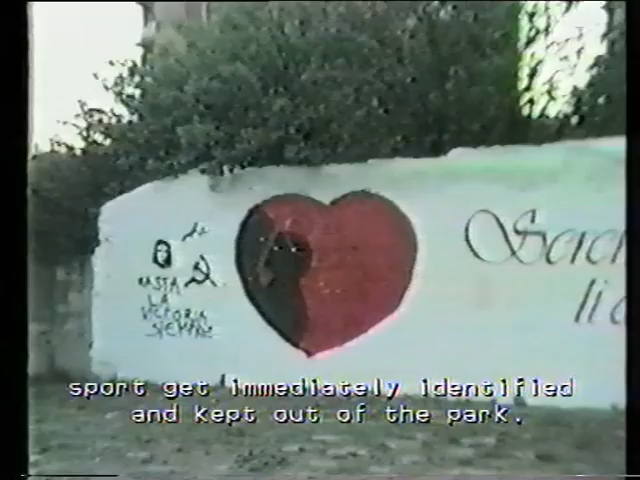 HASTA
LA
VICTORIA
SIEMPRE
sport get immediately identified
and kept out of the park.